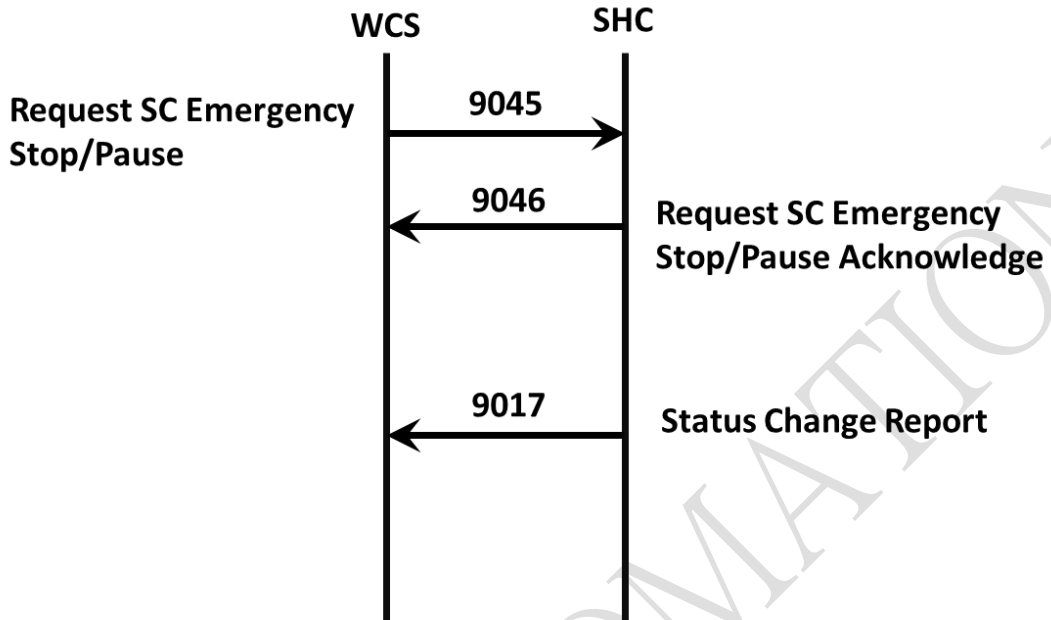 WCS
SHC
Request SC Emergency
Stop/Pause
9045
9046
Request SC Emergency
Stop/Pause Acknowledge
9017
Status Change Report
OMATION